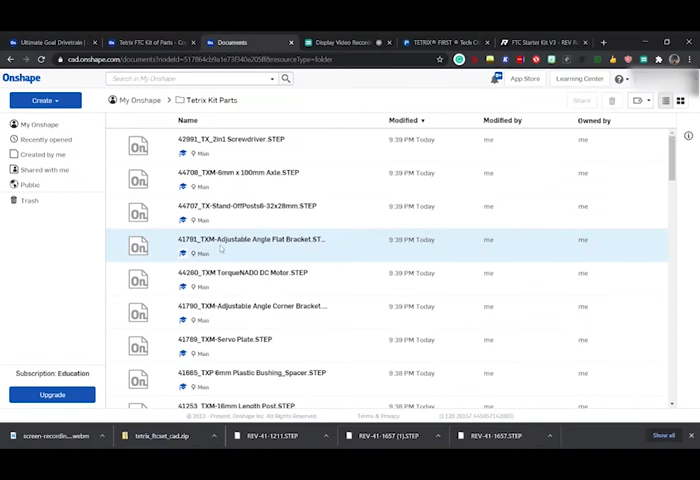 Ultimate Goal Drivetrain
Tetrix FTC Kit of Parts - Co
Documents
Display Video Recor
TETRIX® FIRST® Tech C
FTC Starter Kit V3 - REV R
cad.onshape.com/documents?nodeId=517864cb9a1e73f340e205f8&resourceType=folder
Onshape
Search in My Onshape
App Store
Learning Center
Create
My Onshape
Tetrix Kit Parts
Share
Name
Modified
Modified by
Owned by
My Onshape
Recently opened
Created by me
Shared with me
Public
Trash
42991_TX_2in1 Screwdriver.STEP
Main
9:39 PM Today
me
me
44708_TXM-6mm x 100mm Axle.STEP
Main
9:39 PM Today
me
me
44707_TX-Stand-OffPosts6-32x28mm.STEP
Main
9:39 PM Today
me
me
41791_TXM-Adjustable Angle Flat Bracket.ST...
Main
9:39 PM Today
me
me
44260_TXM TorqueNADO DC Motor.STEP
Main
9:39 PM Today
me
me
41790_TXM-Adjustable Angle Corner Bracket...
Main
9:39 PM Today
me
me
41789_TXM-Servo Plate.STEP
Main
9:39 PM Today
me
me
41665_TXP 6mm Plastic Bushing_Spacer.STEP
Main
9:38 PM Today
me
me
41253_TXM-16mm Length Post.STEP
9:38 PM Today
me
me
Subscription: Education
Upgrade
© 2013 - Present, Onshape Inc. All Rights Reserved.
Terms & Privacy
screen-recordin....webm
tetrix_ftcset_cad.zip
REV-41-1211.STEP
REV-41-1657 (1).STEP
REV-41-1657.STEP
Show all